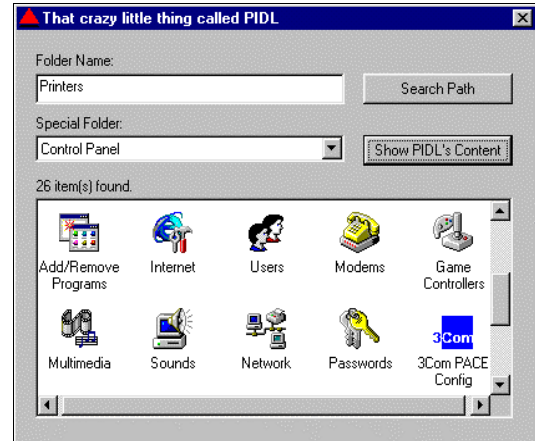 That crazy little thing called PIDL
Folder Name:
Printers
Search Path
Special Folder:
Control Panel
Show PIDL's Content
26 item(s) found.
Add/Remove
Programs
Internet
Users
Modems
Game
Controllers
3Com
Multimedia
Sounds
Network
Passwords
3Com PACE
Config